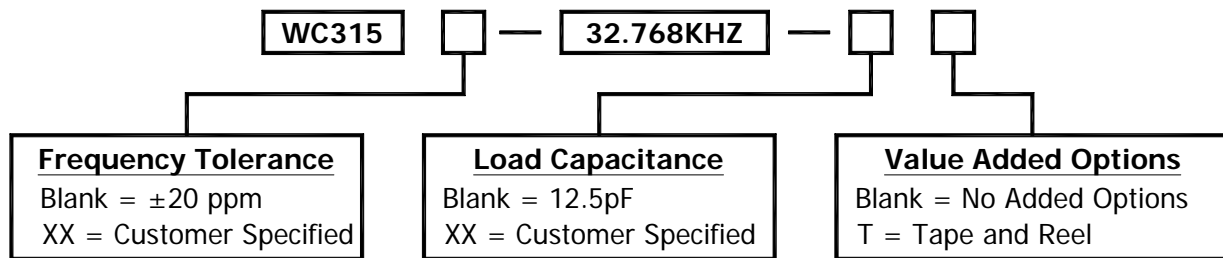 WC315 — 32.768KHZ —
Frequency Tolerance
Blank = ±20 ppm
XX = Customer Specified
Load Capacitance
Blank = 12.5pF
XX = Customer Specified
Value Added Options
Blank = No Added Options
T = Tape and Reel